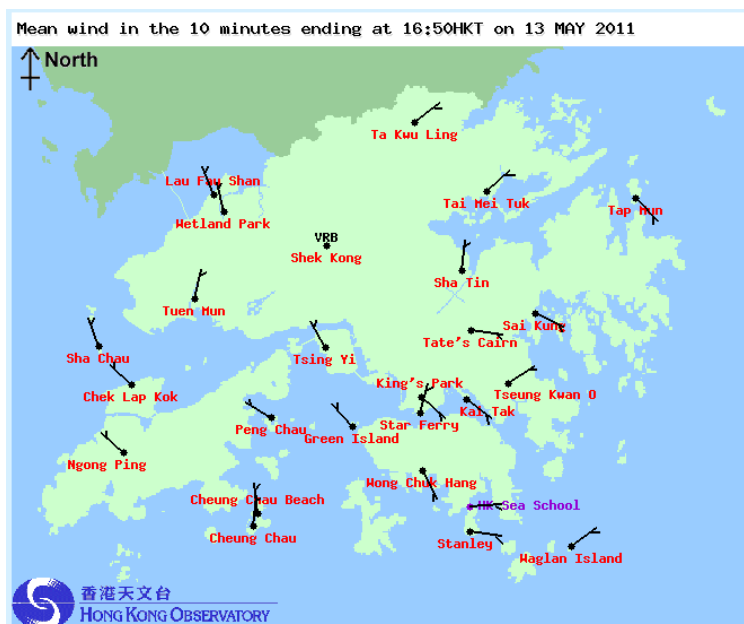 Mean wind in the 10 minutes ending at 16:50HKT on 13 MAY 2011
North
Ta Kwu Ling
Lau Fau Shan
Wetland Park
Tai Mei Tuk
Tap Mun
VRB
Shek Kong
Sha Tin
Tuen Mun
Sai Kung
Tate's Cairn
Sha Chau
Tsing Yi
Chek Lap Kok
King's Park
Tseung Kwan O
Kai Tak
Peng Chau
Star Ferry
Green Island
Ngong Ping
Wong Chuk Hang
Cheung Chau Beach
HK Sea School
Cheung Chau
Stanley
Waglan Island
香港天文台
HONG KONG OBSERVATORY